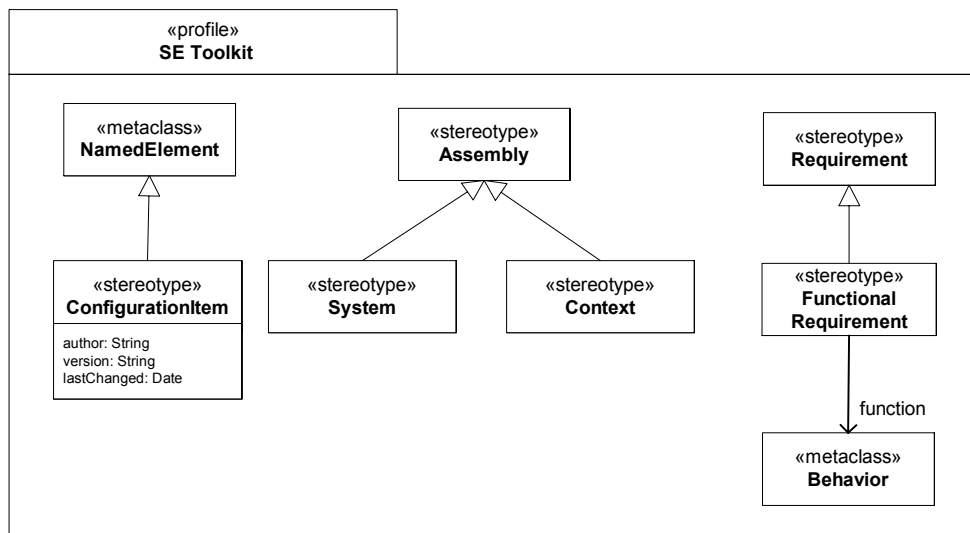 «profile»
SE Toolkit
«metaclass»
NamedElement
«stereotype»
Assembly
«stereotype»
Requirement
«stereotype»
ConfigurationItem
author: String
version: String
lastChanged: Date
«stereotype»
System
«stereotype»
Context
«stereotype»
Functional
Requirement
function
«metaclass»
Behavior